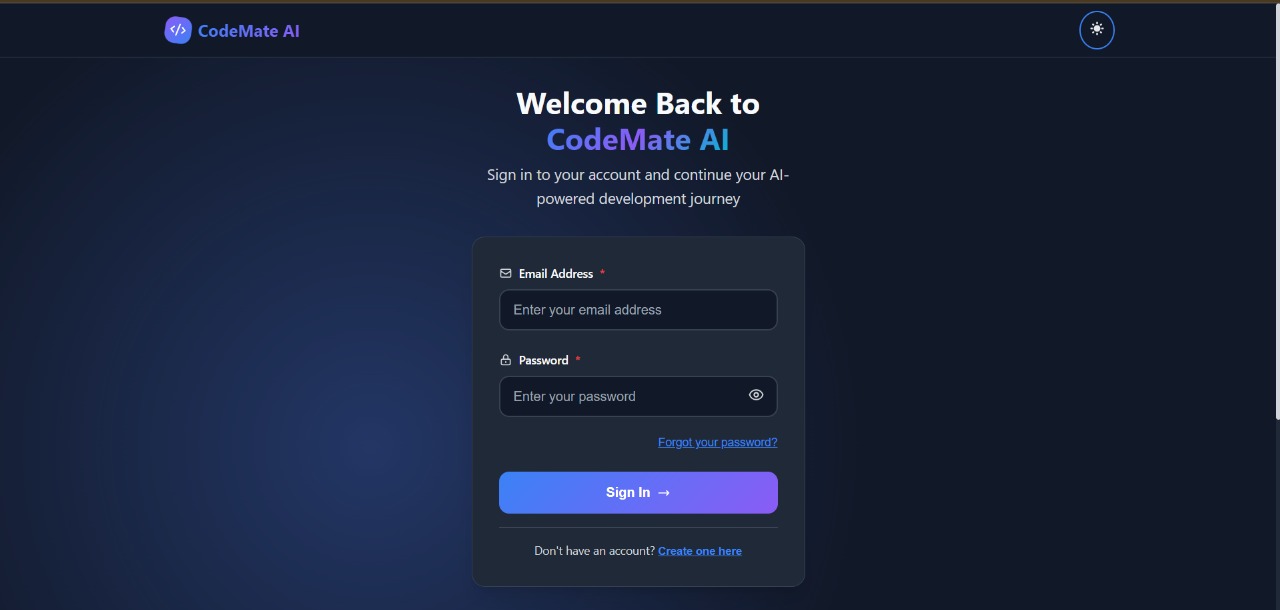 CodeMate AI
Welcome Back to
CodeMate AI
Sign in to your account and continue your AI-
powered development journey
Email Address *
Enter your email address
Password *
Enter your password
Forgot your password?
Sign In →
Don't have an account? Create one here